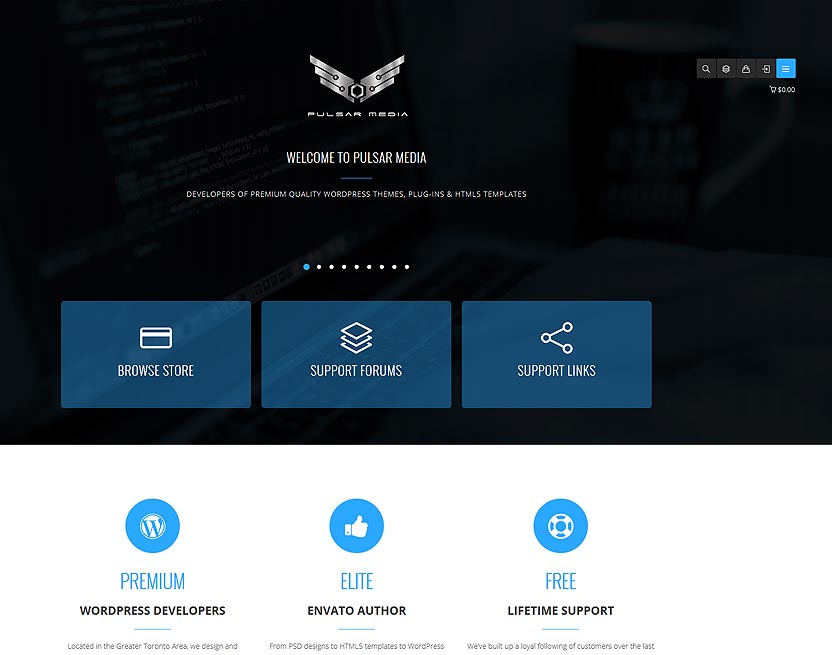 PULSAR MEDIA
$0.00
WELCOME TO PULSAR MEDIA
DEVELOPERS OF PREMIUM QUALITY WORDPRESS THEMES, PLUG-INS & HTML5 TEMPLATES
BROWSE STORE
SUPPORT FORUMS
SUPPORT LINKS
PREMIUM
WORDPRESS DEVELOPERS
Located in the Greater Toronto Area, we design and
ELITE
ENVATO AUTHOR
From PSD designs to HTML5 templates to WordPress
FREE
LIFETIME SUPPORT
We've built up a loyal following of customers over the last